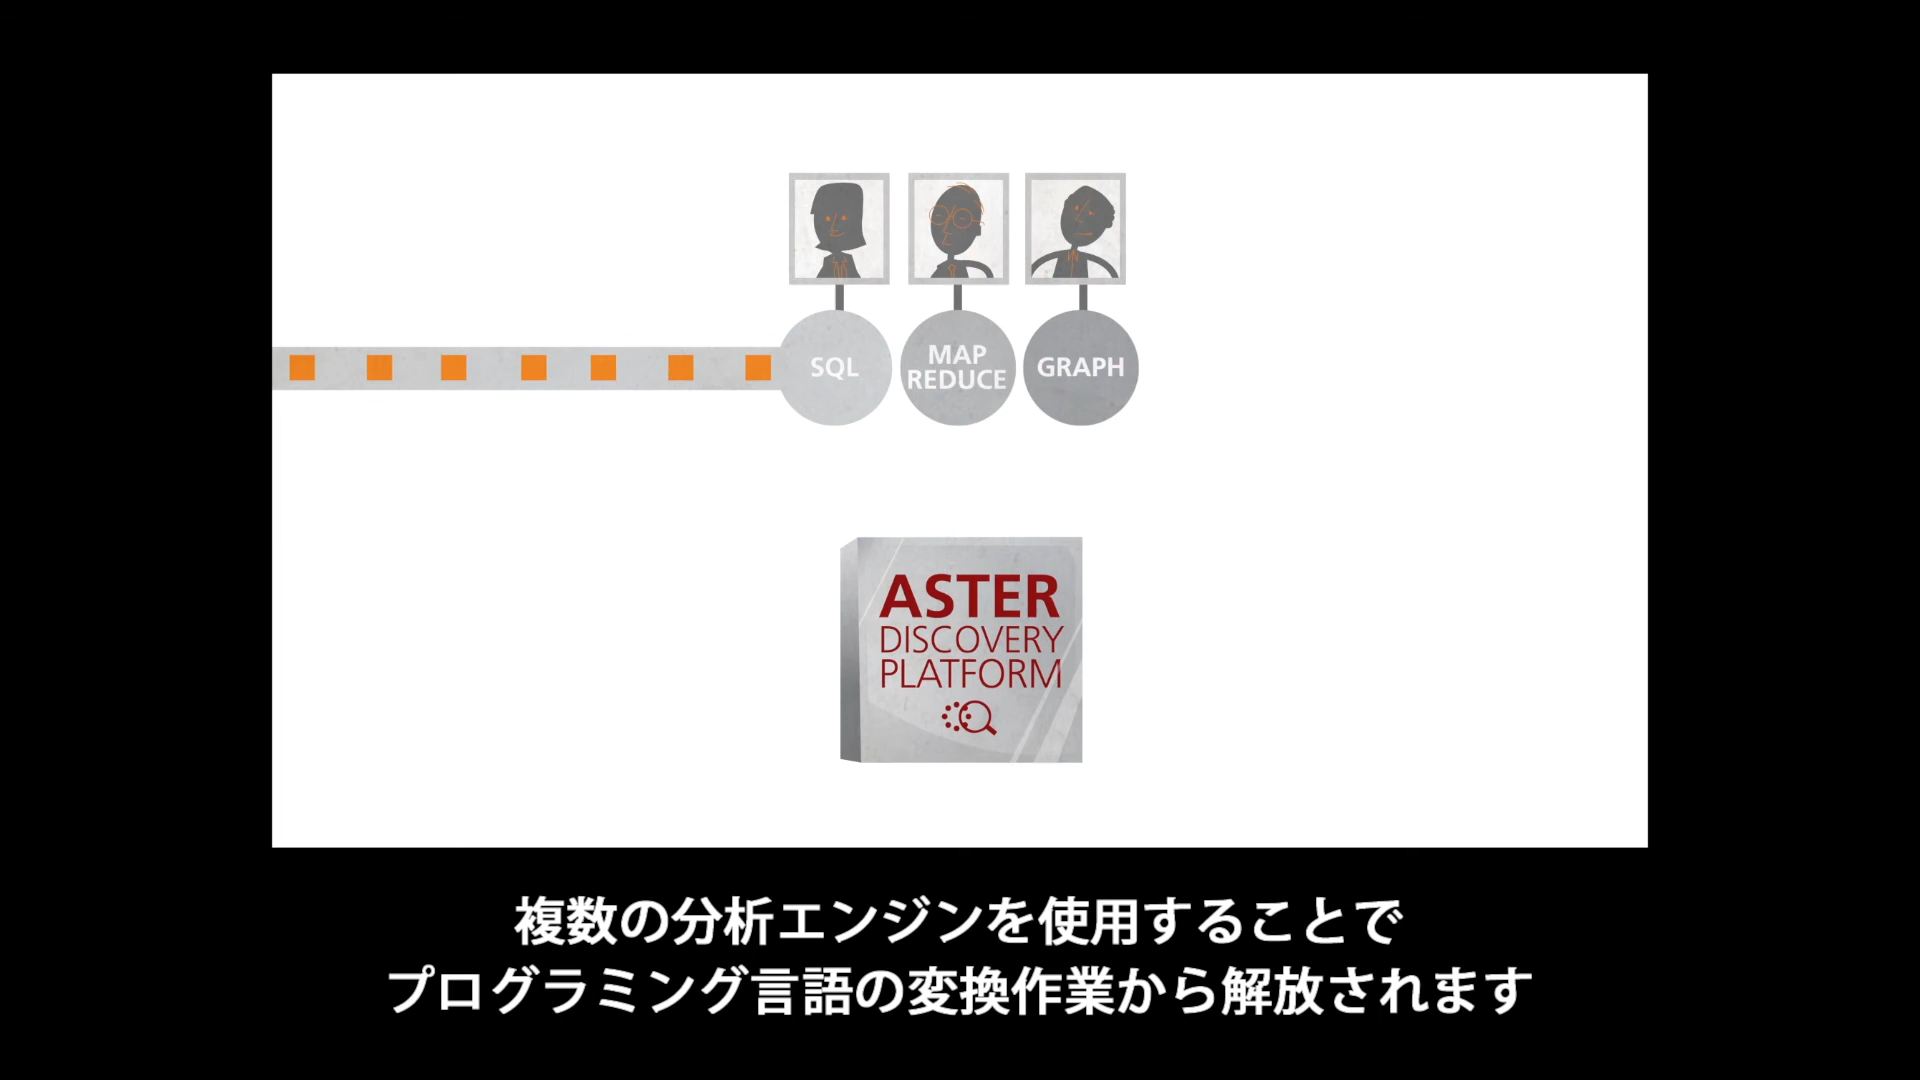 SQL
MAP
REDUCE
GRAPH
ASTER
DISCOVERY
PLATFORM
複数の分析エンジンを使用することで
プログラミング言語の変換作業から解放されます